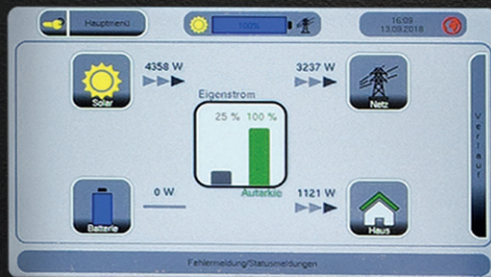 Hauptmenü
100%
16:09
13.09.2018
4358 W
3237 W
Solar
Eigenstrom
25 % 100 %
Netz
Verlauf
Autarkie
0 W
1121 W
Batterie
Haus
Fehlermeldung/Statusmeldungen